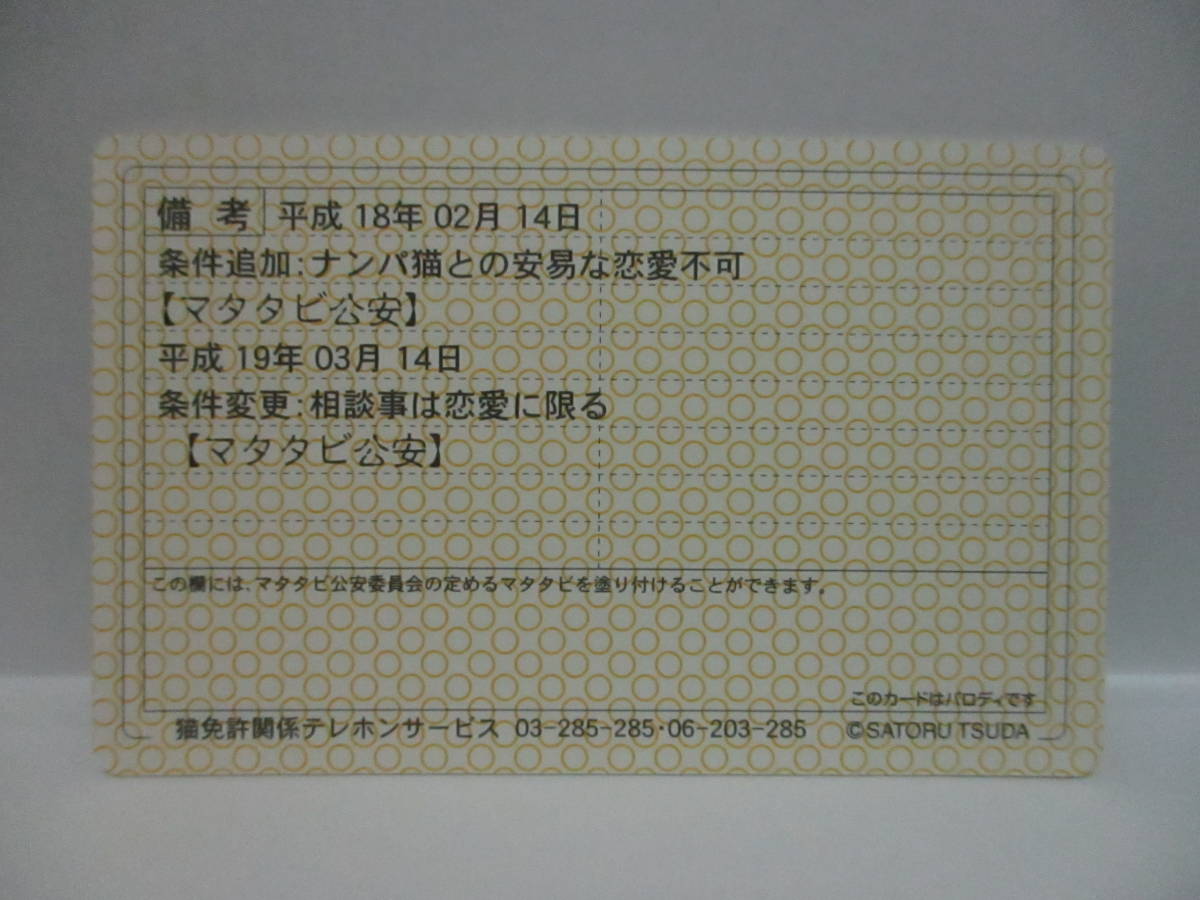 備考 平成 18年 02月 14日
条件追加:ナンパ猫との安易な恋愛不可
【マタタビ公安】
平成 19年 03月 14日
条件変更:相談事は恋愛に限る
【マタタビ公安】
この欄には、マタタビ公安委員会の定めるマタタビを塗り付けることができます。
このカードはパロディです
猫免許関係テレホンサービス 03-285-285・06-203-285 ©SATORU TSUDA